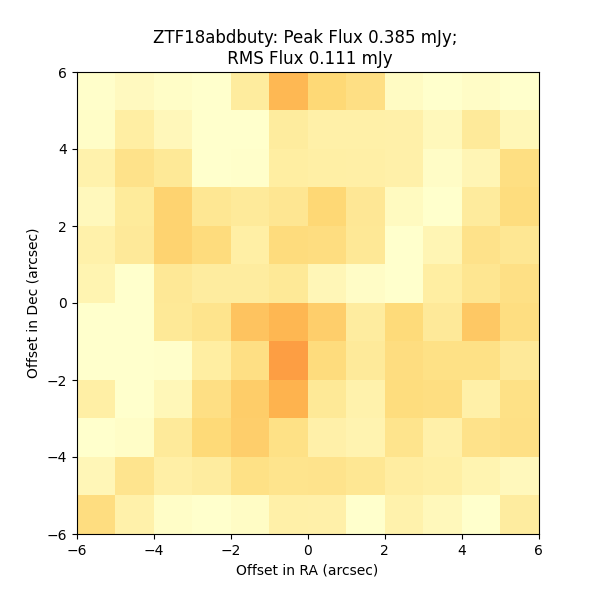 ZTF18abdbuty: Peak Flux 0.385 mJy;
RMS Flux 0.111 mJy
6
4
2
0
−2
−4
−6
Offset in Dec (arcsec)
−6 −4 −2 0 2 4 6
Offset in RA (arcsec)